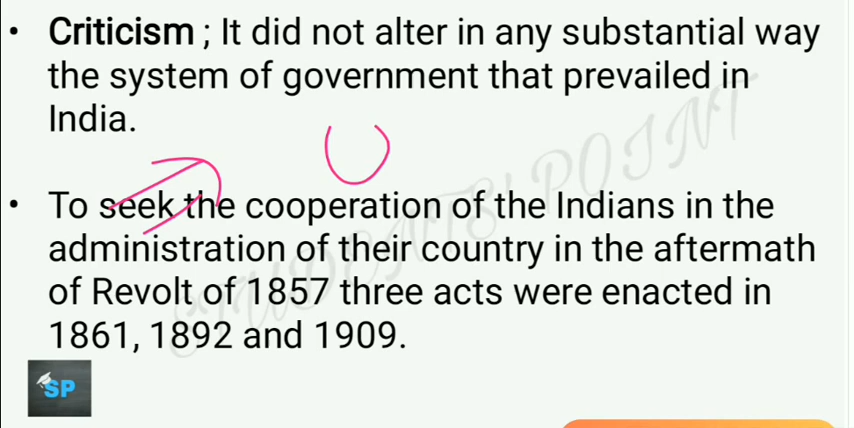 • Criticism ; It did not alter in any substantial way
the system of government that prevailed in
India.
• To seek the cooperation of the Indians in the
administration of their country in the aftermath
of Revolt of 1857 three acts were enacted in
1861, 1892 and 1909.
STUDENTS' POINT
SP